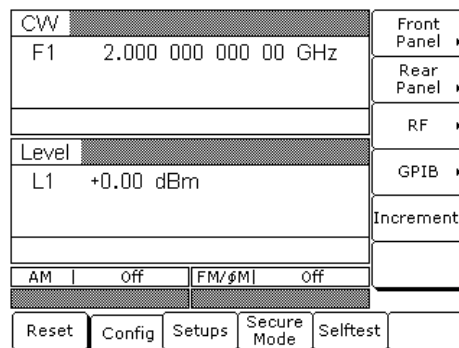 CW
F1 2.000 000 000 00 GHz
Level
L1 +0.00 dBm
AM | Off FM/ϕM| Off
Front
Panel
Rear
Panel
RF
GPIB
Increment
Reset Config Setups Secure
Mode Selftest